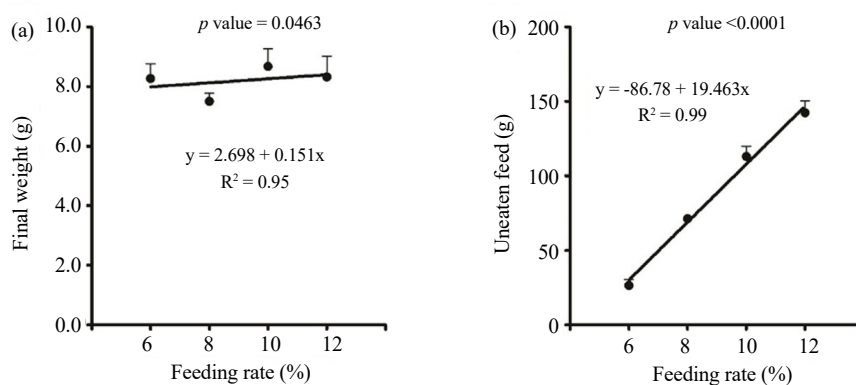 (a)
p value = 0.0463
10.0
8.0
6.0
4.0
2.0
0.0
Final weight (g)
y = 2.698 + 0.151x
R² = 0.95
6 8 10 12
Feeding rate (%)
(b)
p value <0.0001
200
150
100
50
0
Uneaten feed (g)
y = -86.78 + 19.463x
R² = 0.99
6 8 10 12
Feeding rate (%)